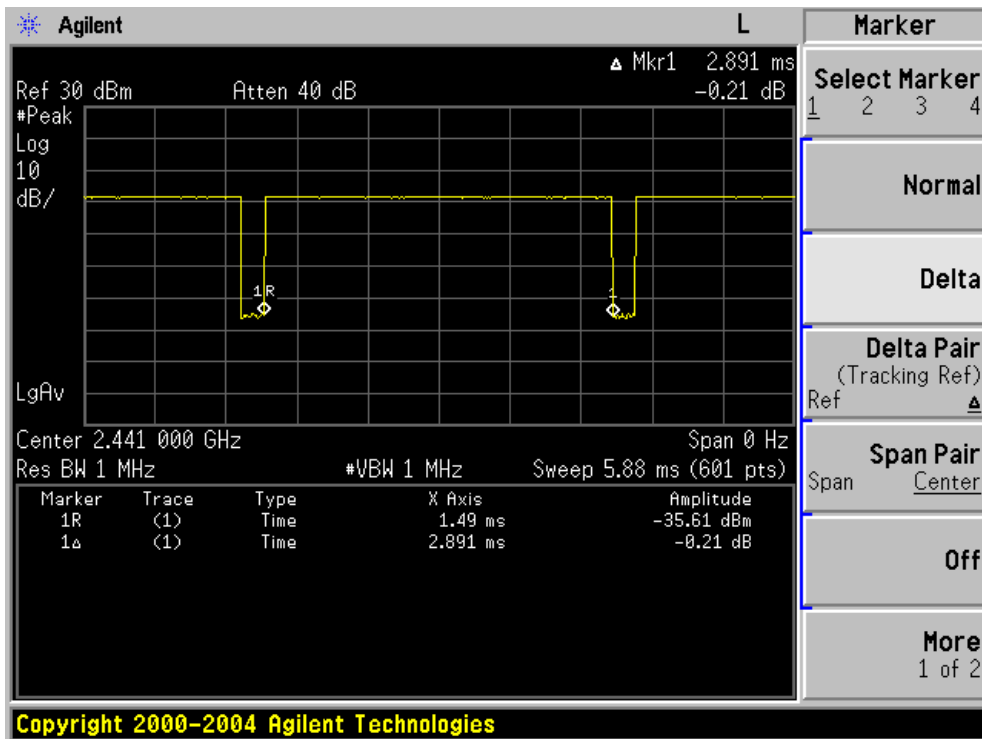 Agilent L
Δ Mkr1 2.891 ms
Ref 30 dBm Atten 40 dB -0.21 dB
#Peak
Log
10
dB/
1R
1
LgAv
Center 2.441 000 GHz Span 0 Hz
Res BW 1 MHz #VBW 1 MHz Sweep 5.88 ms (601 pts)
Marker Trace Type X Axis Amplitude
1R (1) Time 1.49 ms -35.61 dBm
1Δ (1) Time 2.891 ms -0.21 dB
Marker
Select Marker
1 2 3 4
Normal
Delta
Delta Pair
(Tracking Ref)
Ref Δ
Span Pair
Span Center
Off
More
1 of 2
Copyright 2000-2004 Agilent Technologies